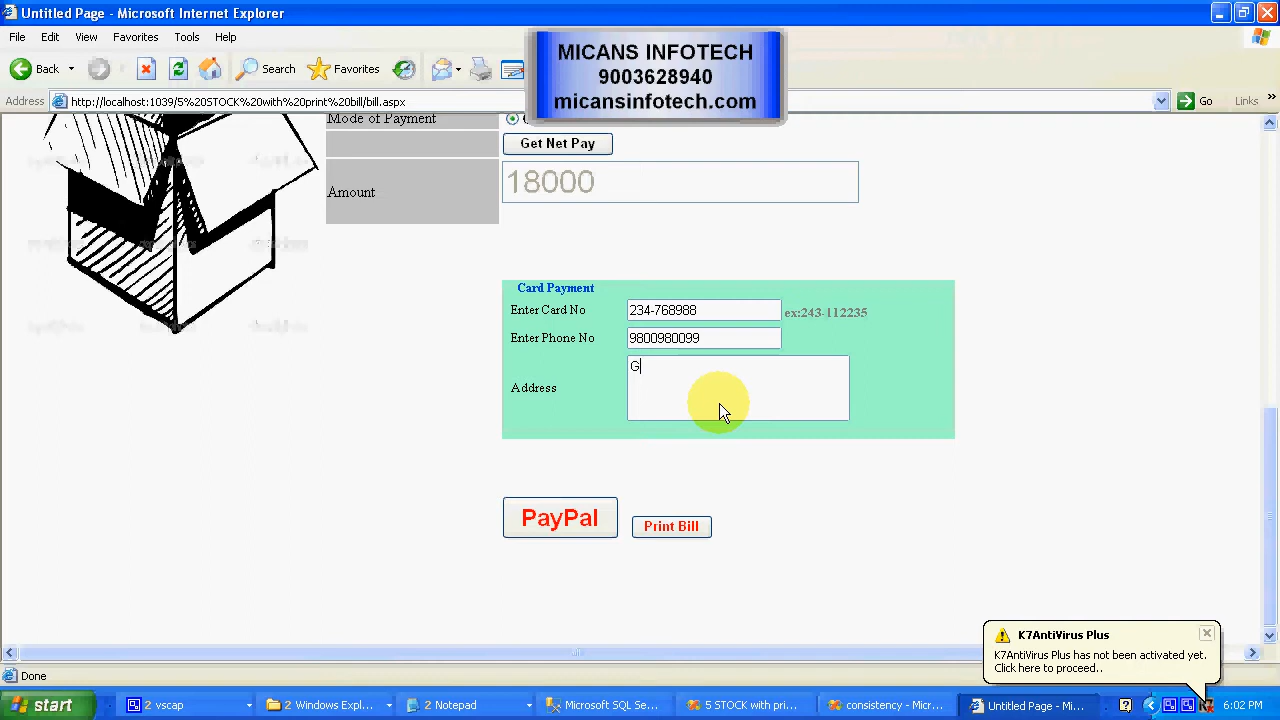 Untitled Page - Microsoft Internet Explorer
File Edit View Favorites Tools Help
MICANS INFOTECH
9003628940
micansinfotech.com
Back Search Favorites
Address http://localhost:1039/5%20STOCK%20with%20print%20bill/bill.aspx Go Links »
Mode of Payment
Get Net Pay
Amount 18000
Card Payment
Enter Card No 234-768988 ex:243-112235
Enter Phone No 9800980099
Address G
PayPal Print Bill
K7AntiVirus Plus
K7AntiVirus Plus has not been activated yet.
Click here to proceed..
Done
start 2 vscap 2 Windows Expl... 2 Notepad Microsoft SQL Se... 5 STOCK with pri... consistency - Mic... Untitled Page - Mi... 6:02 PM